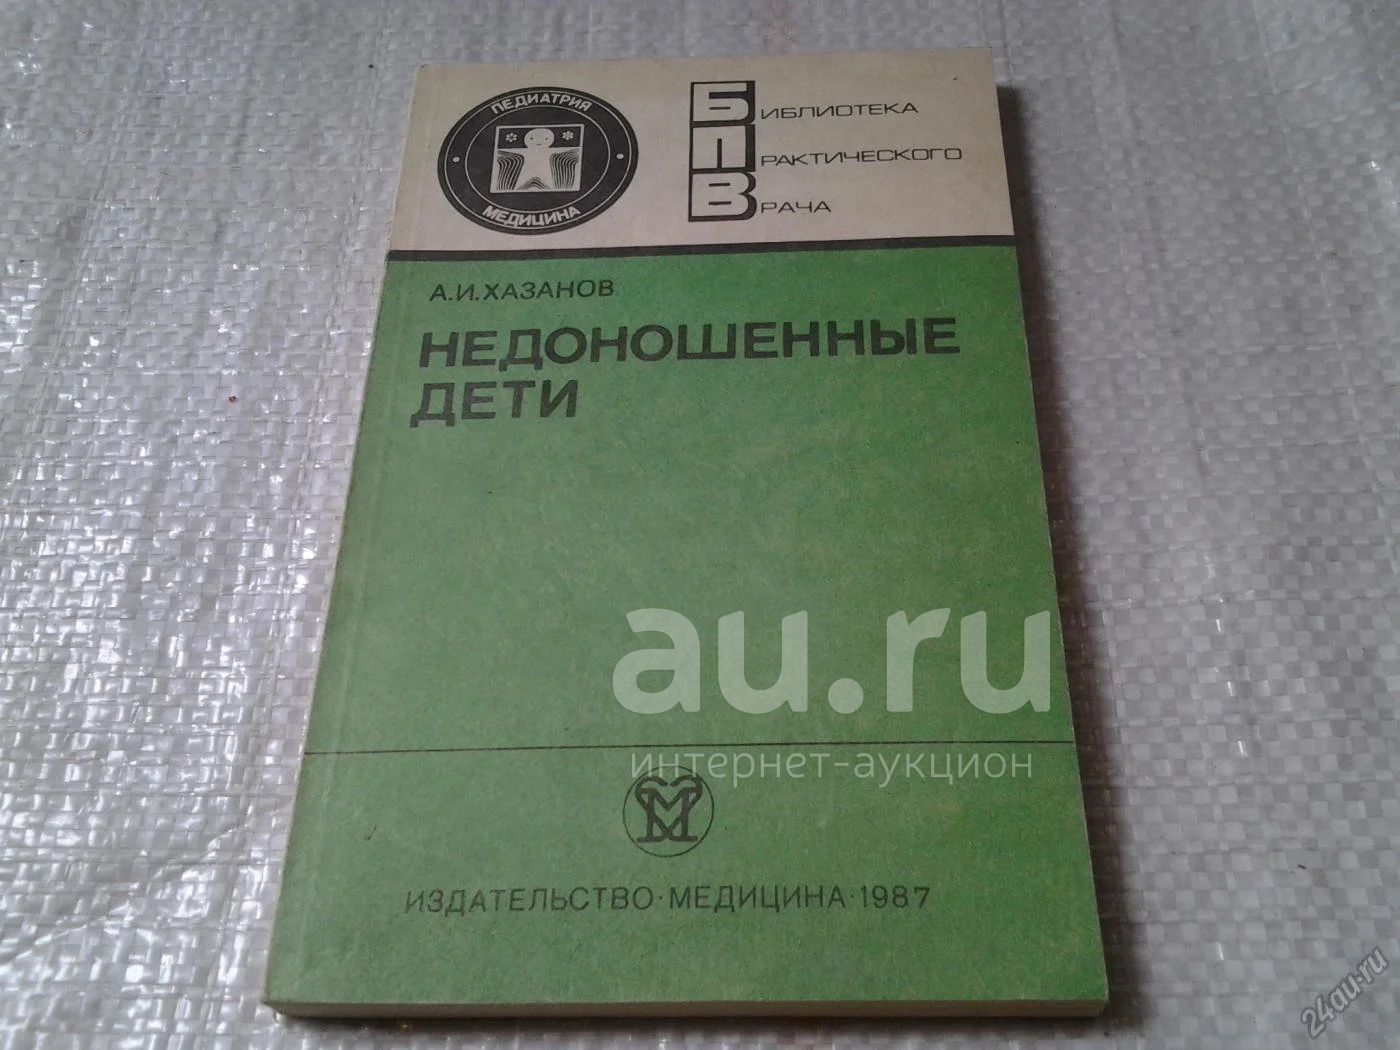 ПЕДИАТРИЯ
МЕДИЦИНА
БИБЛИОТЕКА
ПРАКТИЧЕСКОГО
ВРАЧА
А.И.ХАЗАНОВ
НЕДОНОШЕННЫЕ
ДЕТИ
au.ru
интернет-аукцион
М
ИЗДАТЕЛЬСТВО·МЕДИЦИНА·1987
24au.ru